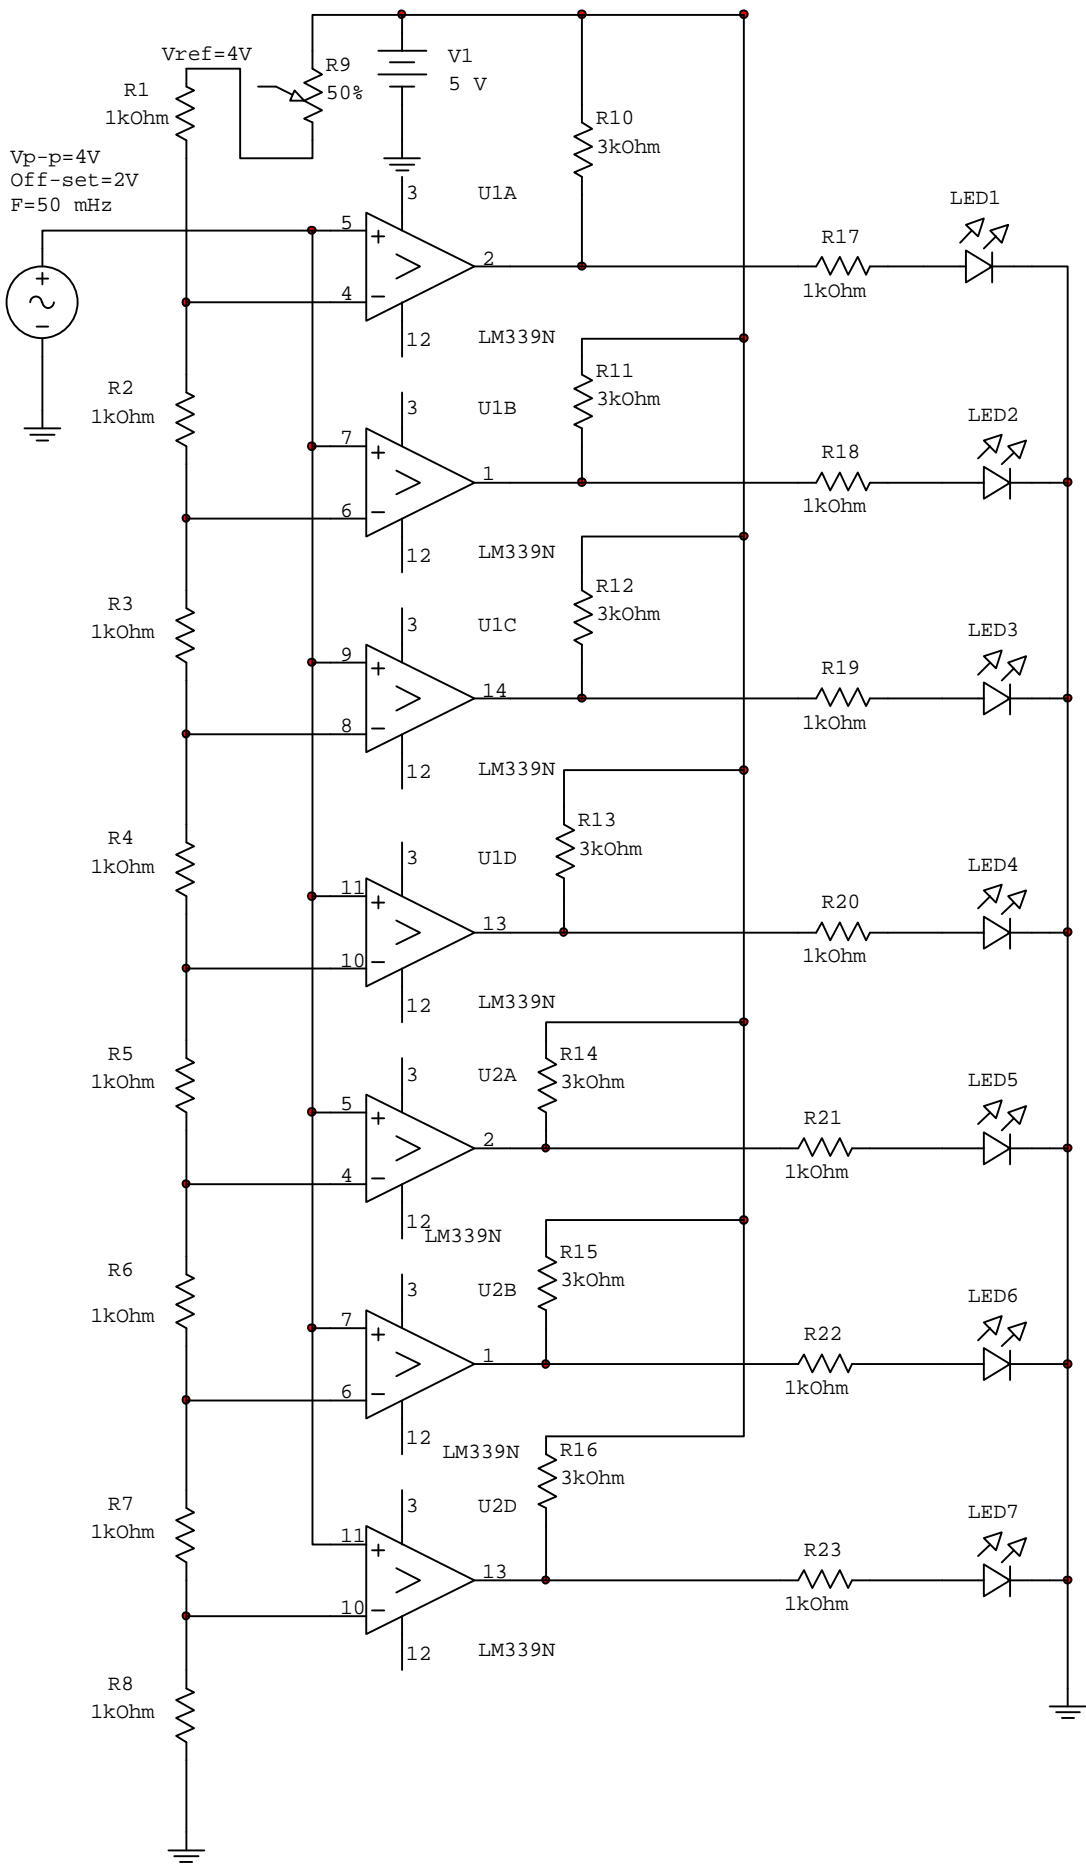 Vref=4V
R9
50%
V1
5 V
R1
1kOhm
R10
3kOhm
Vp-p=4V
Off-set=2V
F=50 mHz
3
U1A
LED1
5
2
R17
4
1kOhm
12
LM339N
R2
1kOhm
R11
3kOhm
3
U1B
LED2
7
1
R18
6
1kOhm
12
LM339N
R3
1kOhm
R12
3kOhm
3
U1C
LED3
9
14
R19
8
1kOhm
12
LM339N
R4
1kOhm
R13
3kOhm
3
U1D
LED4
11
13
R20
10
1kOhm
12
LM339N
R5
1kOhm
R14
3kOhm
3
U2A
LED5
5
2
R21
4
1kOhm
12
LM339N
R6
1kOhm
R15
3kOhm
3
U2B
LED6
7
1
R22
6
1kOhm
12
LM339N
R7
1kOhm
R16
3kOhm
3
U2D
LED7
11
13
R23
10
1kOhm
12
LM339N
R8
1kOhm